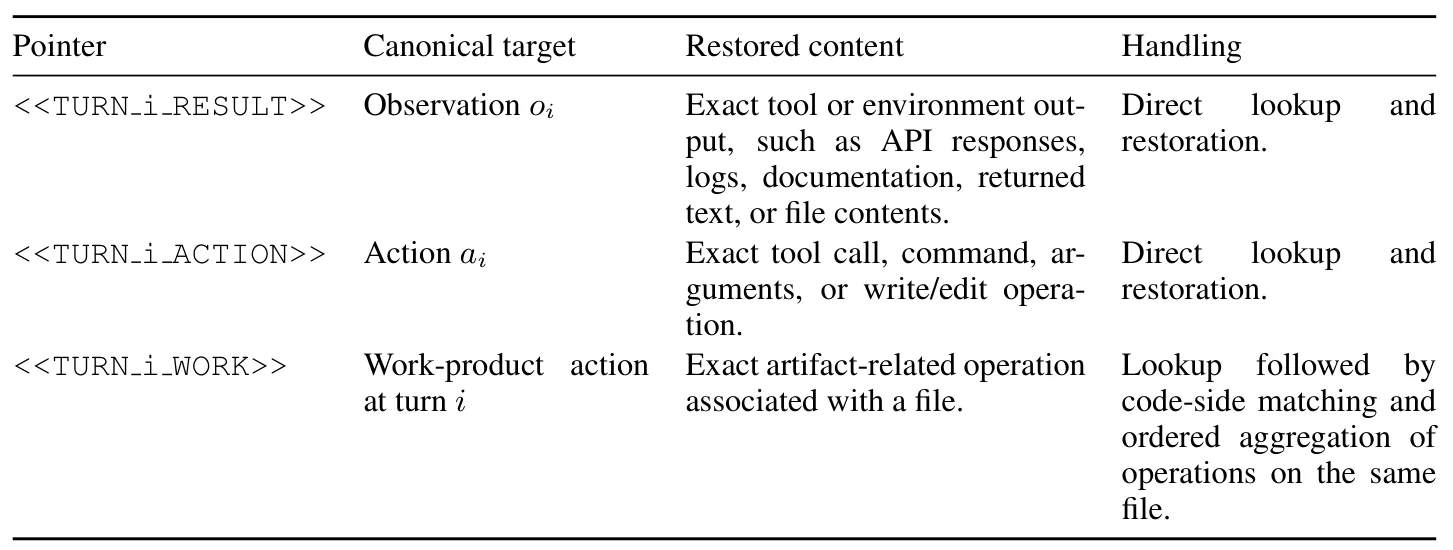 Pointer Canonical target Restored content Handling
<<TURN_i_RESULT>> Observation oᵢ Exact tool or environment out- Direct lookup and
put, such as API responses, restoration.
logs, documentation, returned
text, or file contents.
<<TURN_i_ACTION>> Action aᵢ Exact tool call, command, ar- Direct lookup and
guments, or write/edit opera- restoration.
tion.
<<TURN_i_WORK>> Work-product action Exact artifact-related operation Lookup followed by
at turn i associated with a file. code-side matching and
ordered aggregation of
operations on the same
file.